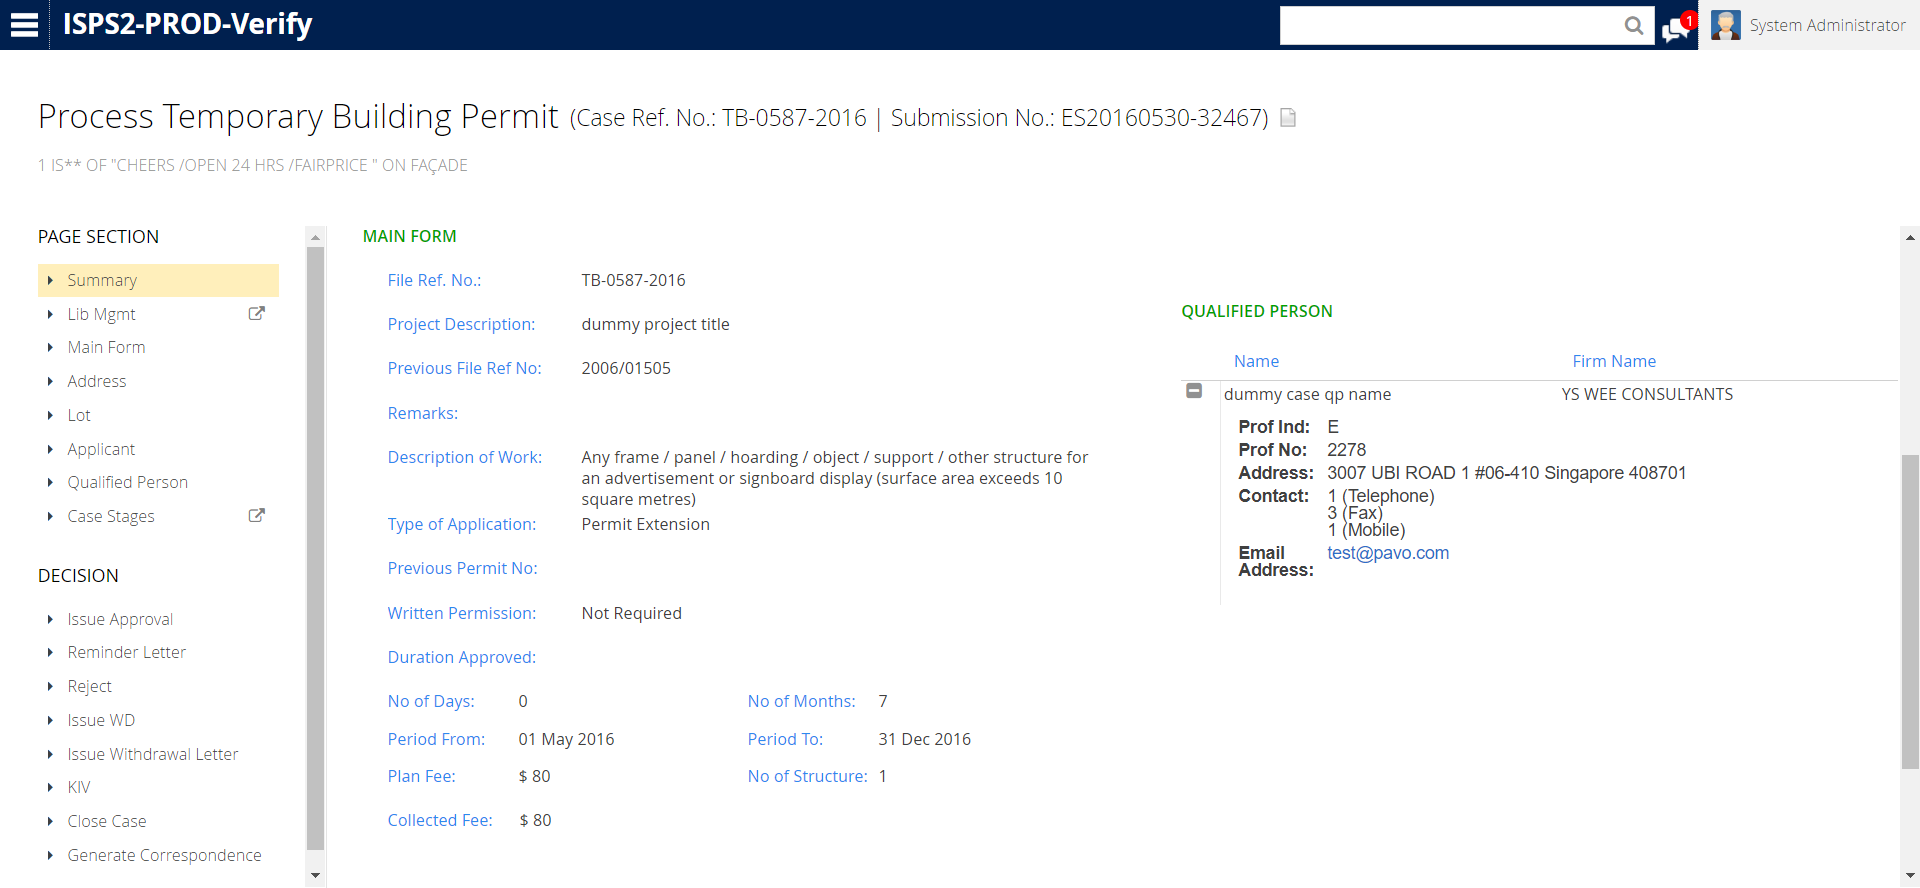 ISPS2-PROD-Verify
1
System Administrator
Process Temporary Building Permit (Case Ref. No.: TB-0587-2016 | Submission No.: ES20160530-32467)
1 IS** OF "CHEERS /OPEN 24 HRS /FAIRPRICE " ON FAÇADE
PAGE SECTION
Summary
Lib Mgmt
Main Form
Address
Lot
Applicant
Qualified Person
Case Stages
DECISION
Issue Approval
Reminder Letter
Reject
Issue WD
Issue Withdrawal Letter
KIV
Close Case
Generate Correspondence
MAIN FORM
File Ref. No.: TB-0587-2016
Project Description: dummy project title
Previous File Ref No: 2006/01505
Remarks:
Description of Work: Any frame / panel / hoarding / object / support / other structure for
an advertisement or signboard display (surface area exceeds 10
square metres)
Type of Application: Permit Extension
Previous Permit No:
Written Permission: Not Required
Duration Approved:
No of Days: 0 No of Months: 7
Period From: 01 May 2016 Period To: 31 Dec 2016
Plan Fee: $ 80 No of Structure: 1
Collected Fee: $ 80
QUALIFIED PERSON
Name Firm Name
dummy case qp name YS WEE CONSULTANTS
Prof Ind: E
Prof No: 2278
Address: 3007 UBI ROAD 1 #06-410 Singapore 408701
Contact: 1 (Telephone)
3 (Fax)
1 (Mobile)
Email test@pavo.com
Address: